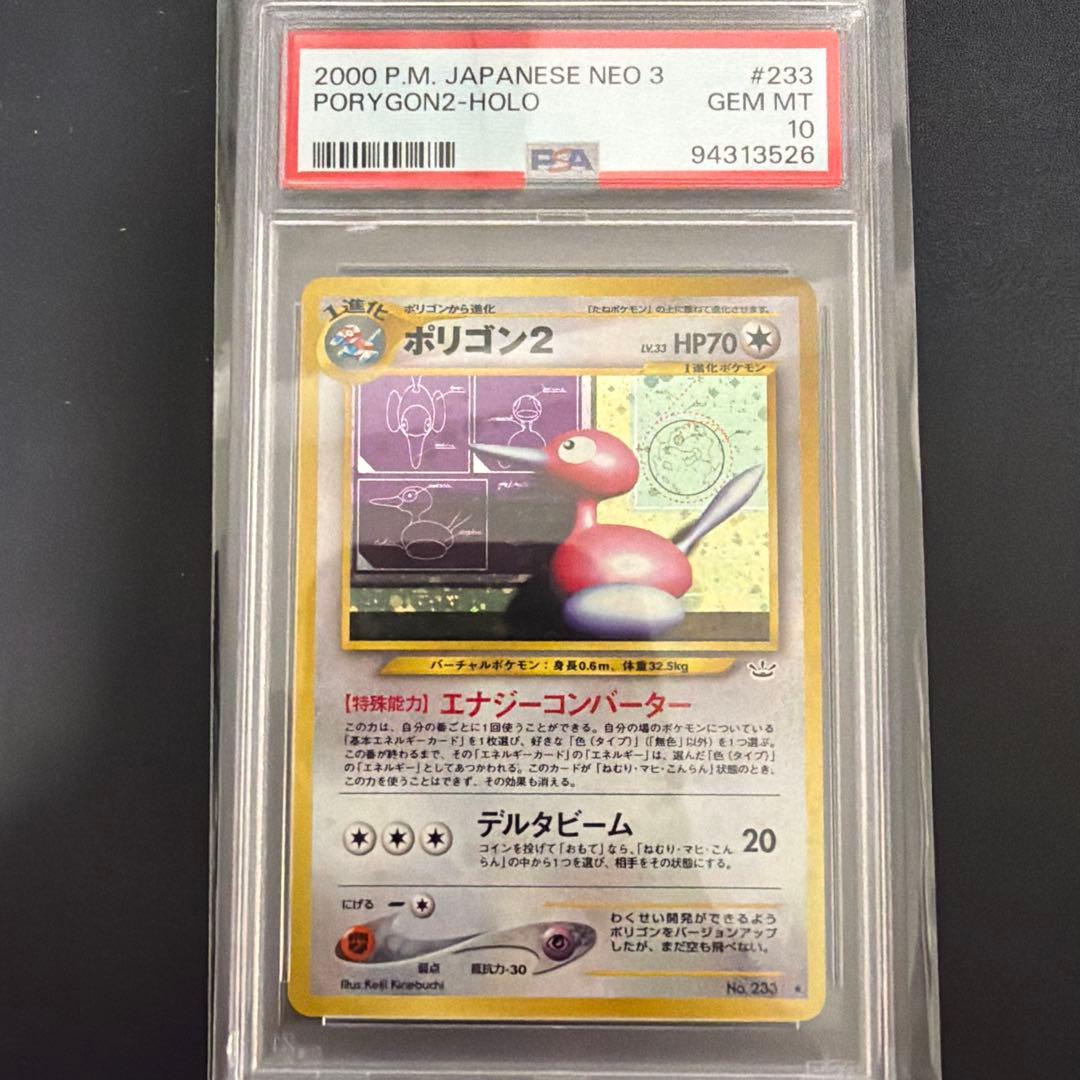 2000 P.M. JAPANESE NEO 3 #233
PORYGON2-HOLO GEM MT
10
PSA 94313526
1進化 ポリゴンから進化 「たねポケモン」の上に重ねて進化させます。
ポリゴン2 LV.33 HP70
1進化ポケモン
バーチャルポケモン：身長0.6m、体重32.5kg
【特殊能力】エナジーコンバーター
この力は、自分の番ごとに1回使うことができる。自分の場のポケモンについている
「基本エネルギーカード」を1枚選び、好きな「色（タイプ）」（「無色」以外）を1つ選ぶ。
この番が終わるまで、その「エネルギーカード」の「エネルギー」は、選んだ「色（タイプ）」
の「エネルギー」としてあつかわれる。このカードが「ねむり・マヒ・こんらん」状態のとき、
この力を使うことはできず、その効果も消える。
デルタビーム 20
コインを投げて「おもて」なら、「ねむり・マヒ・こん
らん」の中から1つを選び、相手をその状態にする。
にげる
わくせい開発ができるよう
ポリゴンをバージョンアップ
したが、まだ空も飛べない。
弱点 抵抗力-30
Illus. Keiji Kinebuchi No. 233